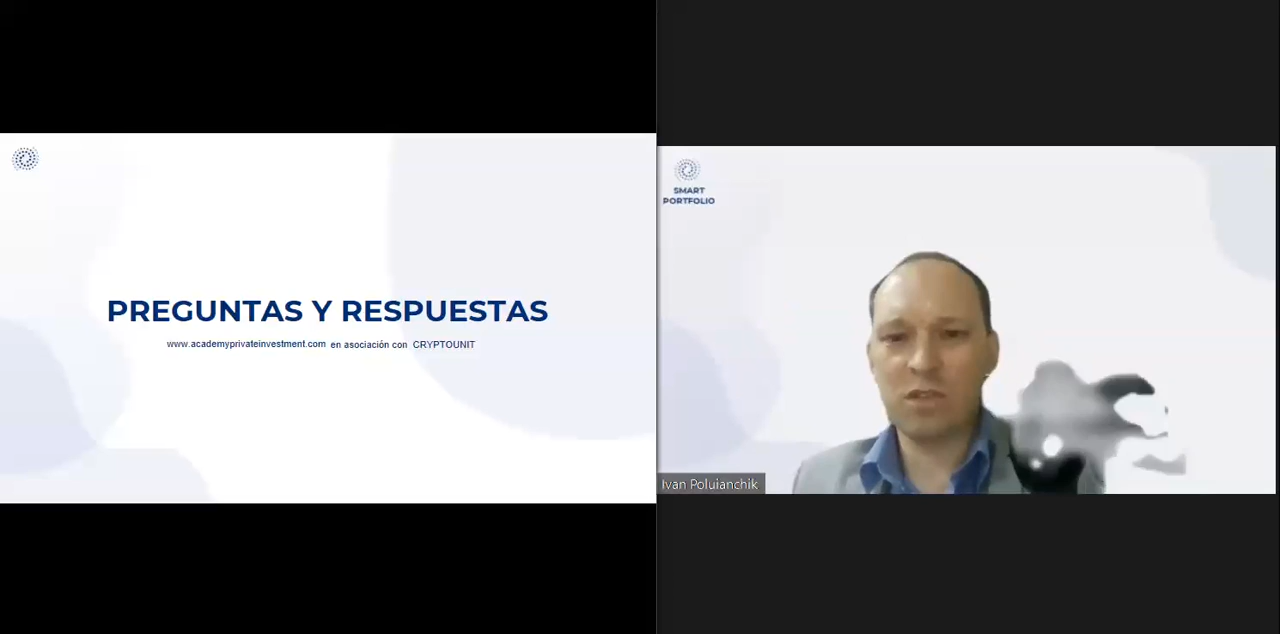 PREGUNTAS Y RESPUESTAS
www.academyprivateinvestment.com en asociación con CRYPTOUNIT
SMART
PORTFOLIO
Ivan Poluianchik